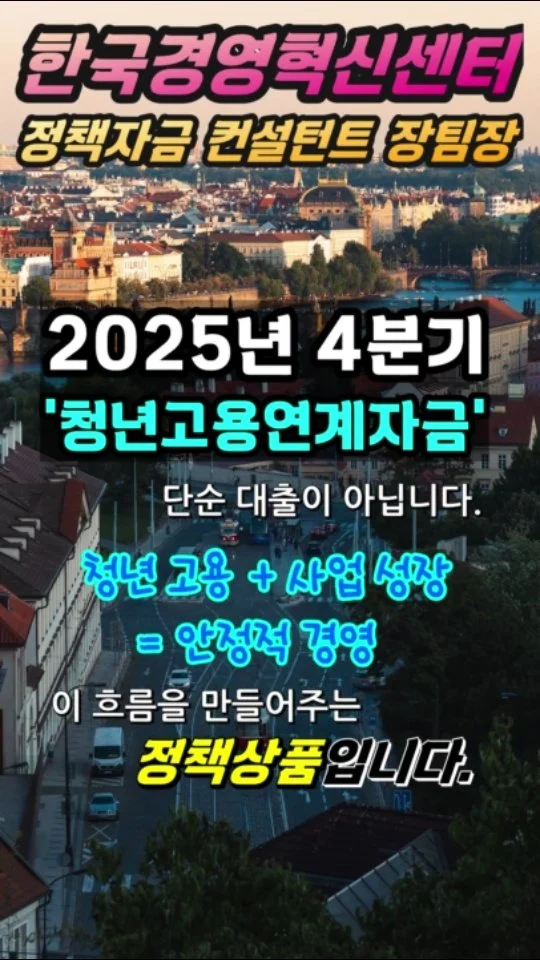 한국경영혁신센터
정책자금 컨설턴트 장팀장
2025년 4분기
'청년고용연계자금'
단순 대출이 아닙니다.
청년 고용 + 사업 성장
= 안정적 경영
이 흐름을 만들어주는
정책상품입니다.